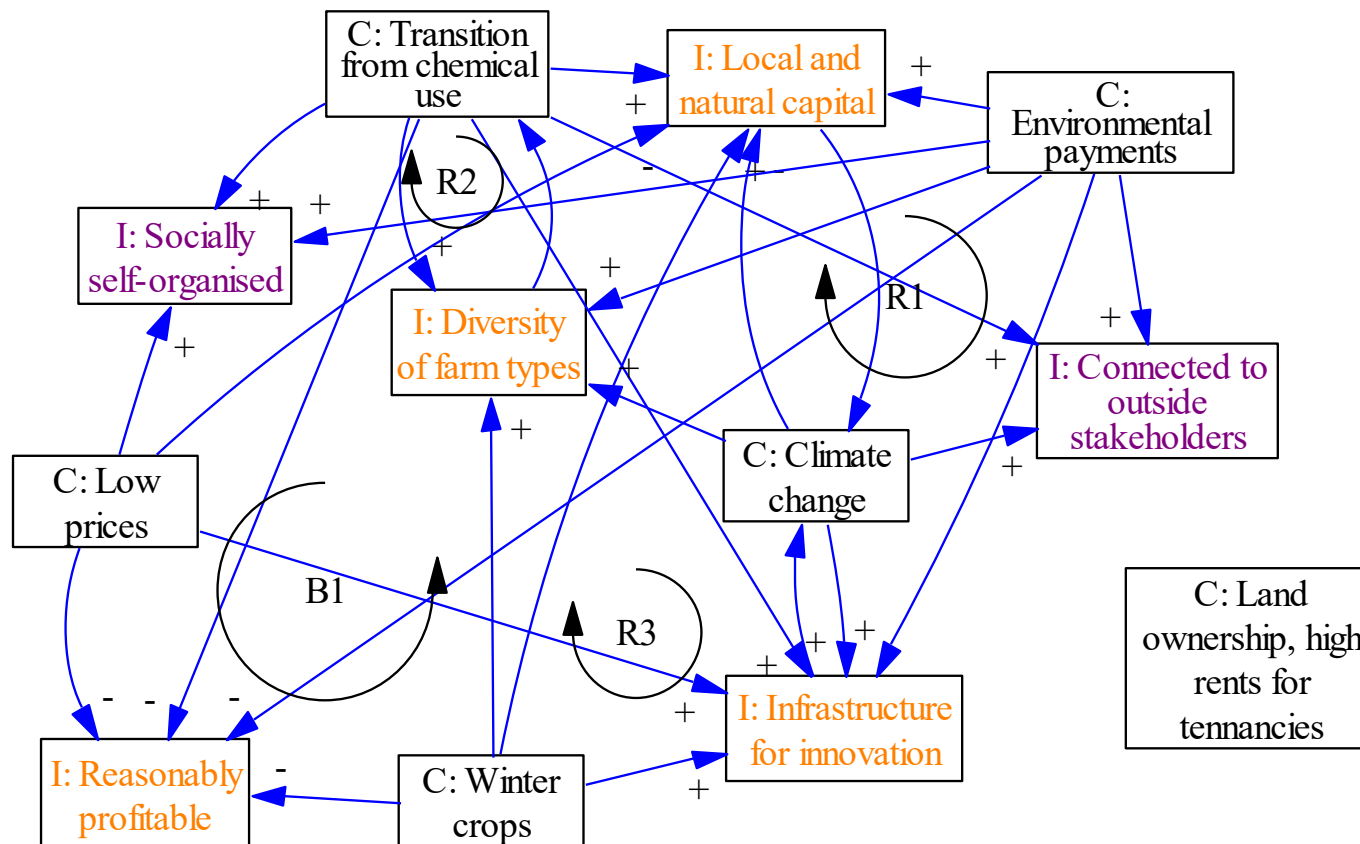 C: Transition
from chemical
use
I: Local and
natural capital
C:
Environmental
payments
+
+
-
+
-
R2
+
+
I: Socially
self-organised
+
+
R1
I: Diversity
of farm types
+
+
+
+
I: Connected to
outside
stakeholders
+
+
C: Low
prices
C: Climate
change
+
B1
R3
C: Land
ownership, high
rents for
tennancies
+
+
+
+
I: Infrastructure
for innovation
-
-
-
I: Reasonably
profitable
-
C: Winter
crops
+